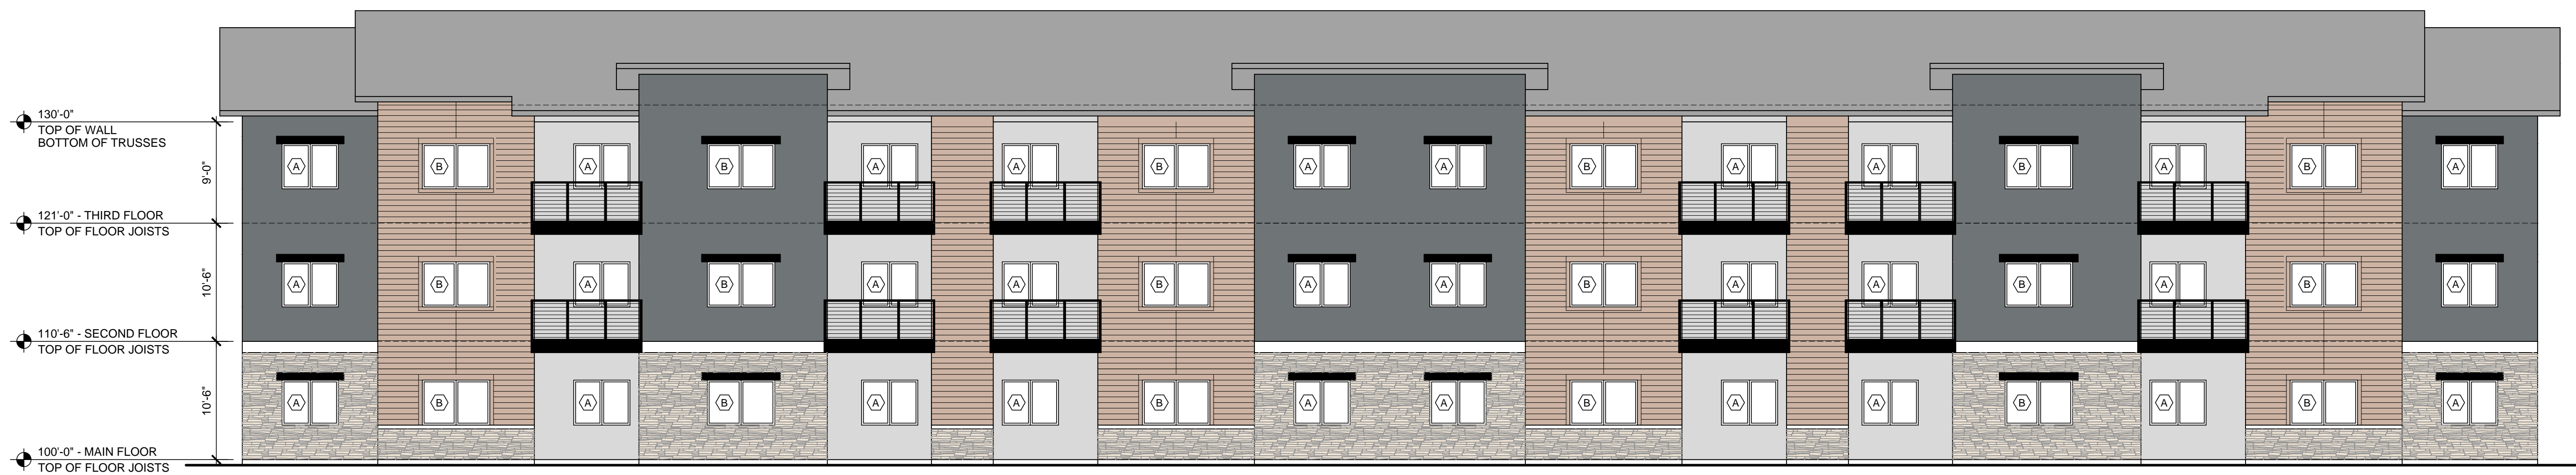 130'-0"
TOP OF WALL
BOTTOM OF TRUSSES
9'-0"
A B A B A A B A A B A A B A B A
121'-0" - THIRD FLOOR
TOP OF FLOOR JOISTS
10'-6"
A B A B A A B A A B A A B A B A
110'-6" - SECOND FLOOR
TOP OF FLOOR JOISTS
10'-6"
A B A B A A B A A B A A B A B A
100'-0" - MAIN FLOOR
TOP OF FLOOR JOISTS